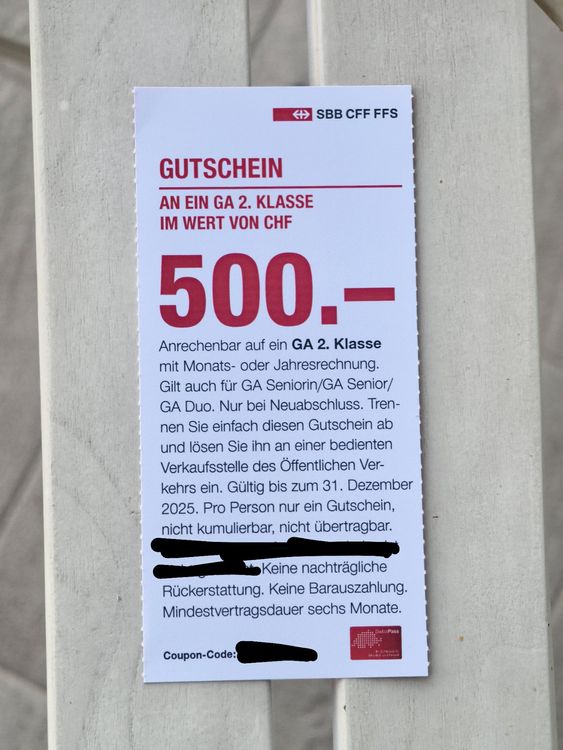 SBB CFF FFS
GUTSCHEIN
AN EIN GA 2. KLASSE
IM WERT VON CHF
500.–
Anrechenbar auf ein GA 2. Klasse
mit Monats- oder Jahresrechnung.
Gilt auch für GA Seniorin/GA Senior/
GA Duo. Nur bei Neuabschluss. Tren-
nen Sie einfach diesen Gutschein ab
und lösen Sie ihn an einer bedienten
Verkaufsstelle des Öffentlichen Ver-
kehrs ein. Gültig bis zum 31. Dezember
2025. Pro Person nur ein Gutschein,
nicht kumulierbar, nicht übertragbar.
Keine nachträgliche
Rückerstattung. Keine Barauszahlung.
Mindestvertragsdauer sechs Monate.
Coupon-Code:
SwissPass